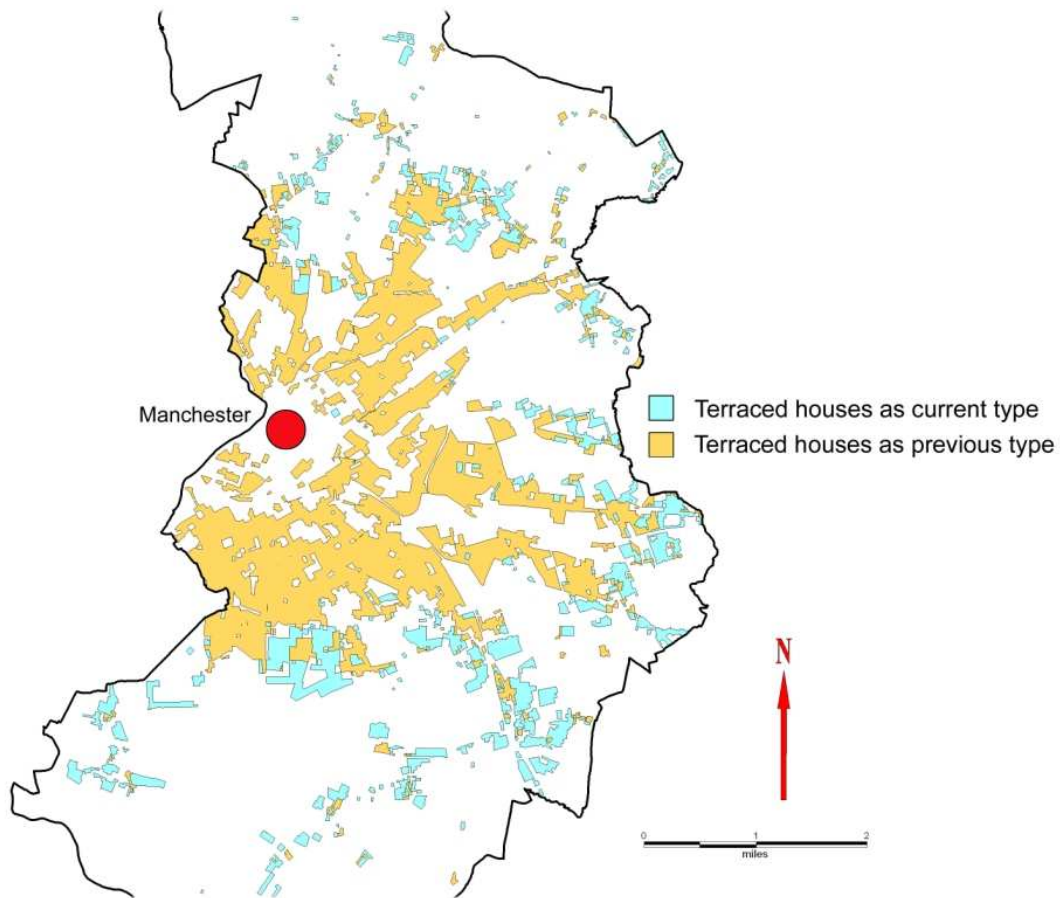 Manchester
Terraced houses as current type
Terraced houses as previous type
N
0 1 2
miles